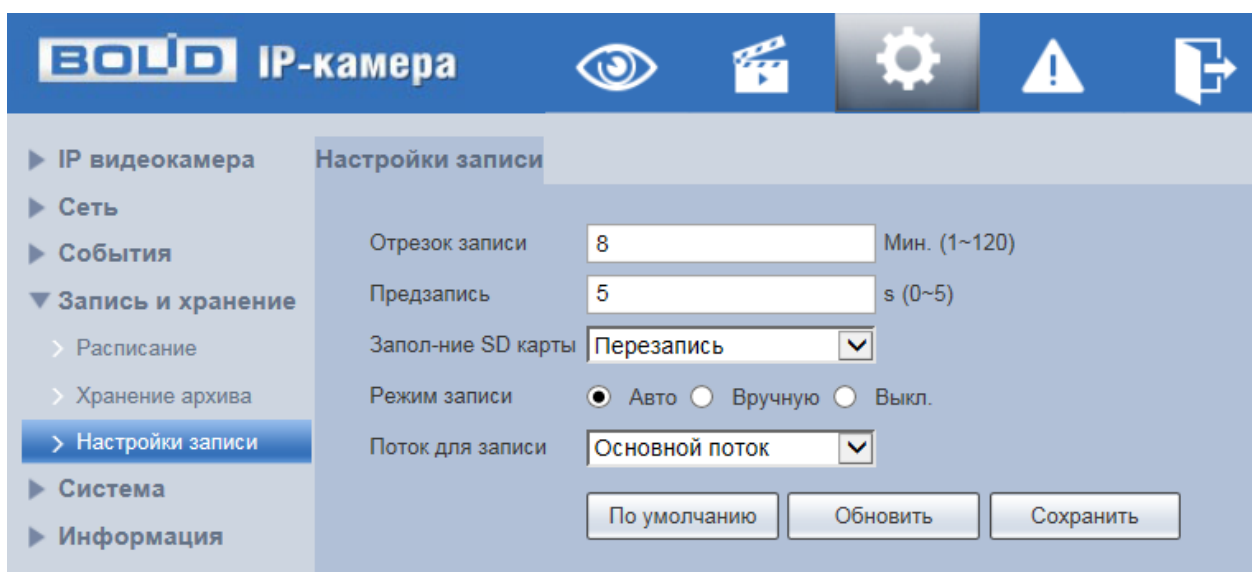 BOLID IP-камера
IP видеокамера
Сеть
События
Запись и хранение
Расписание
Хранение архива
Настройки записи
Система
Информация
Настройки записи
Отрезок записи 8 Мин. (1~120)
Предзапись 5 s (0~5)
Запол-ние SD карты Перезапись
Режим записи Авто Вручную Выкл.
Поток для записи Основной поток
По умолчанию Обновить Сохранить